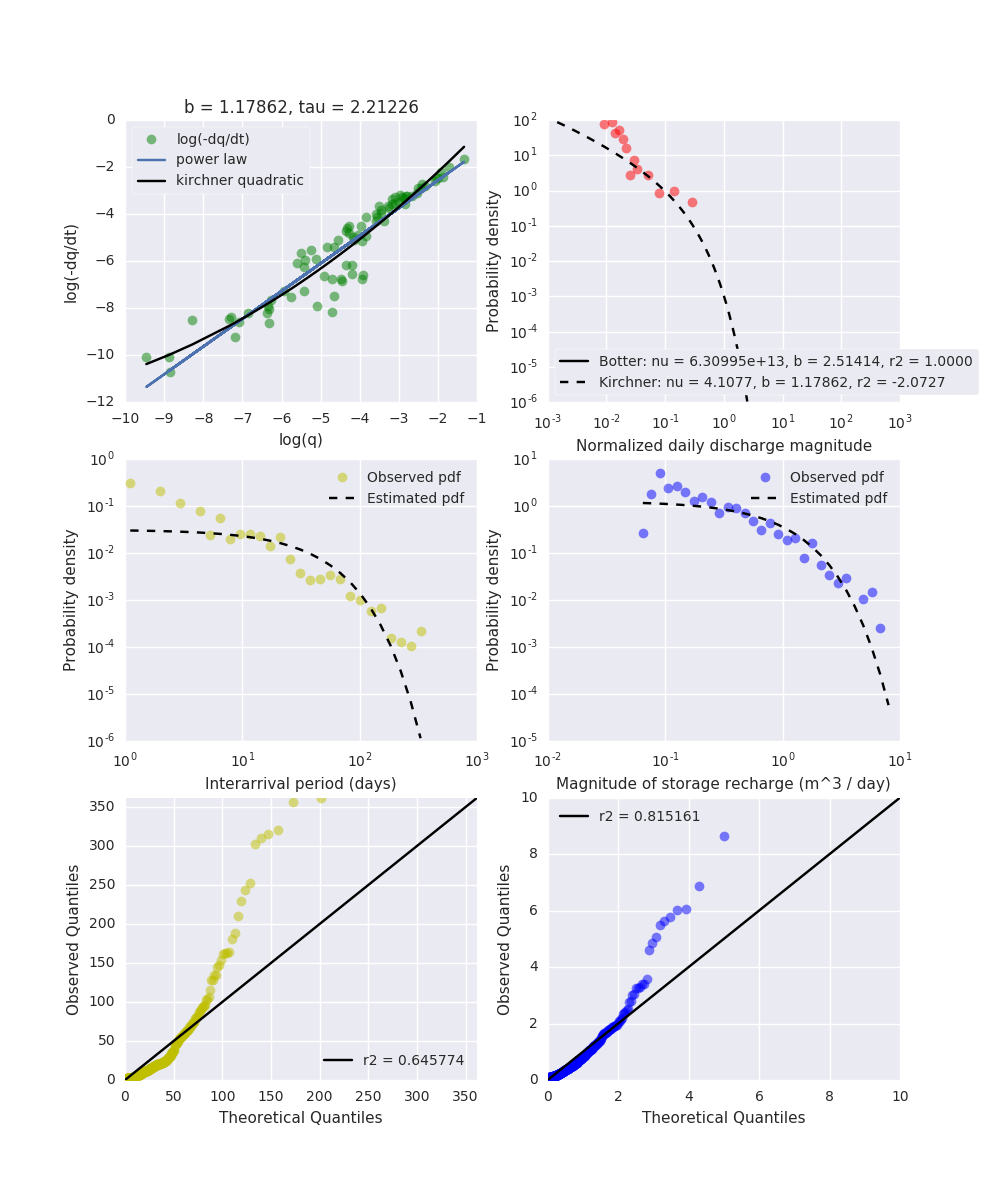 b = 1.17862, tau = 2.21226
0
−2
−4
−6
−8
−10
−12
log(-dq/dt)
log(-dq/dt)
power law
kirchner quadratic
−10 −9 −8 −7 −6 −5 −4 −3 −2 −1
log(q)
10^2
10^1
10^0
10^-1
10^-2
10^-3
10^-4
10^-5
10^-6
Probability density
Botter: nu = 6.30995e+13, b = 2.51414, r2 = 1.0000
Kirchner: nu = 4.1077, b = 1.17862, r2 = -2.0727
10^-3 10^-2 10^-1 10^0 10^1 10^2 10^3
Normalized daily discharge magnitude
10^0
10^-1
10^-2
10^-3
10^-4
10^-5
10^-6
Probability density
Observed pdf
Estimated pdf
10^0 10^1 10^2 10^3
Interarrival period (days)
10^1
10^0
10^-1
10^-2
10^-3
10^-4
10^-5
Probability density
Observed pdf
Estimated pdf
10^-2 10^-1 10^0 10^1
Magnitude of storage recharge (m^3 / day)
350
300
250
200
150
100
50
0
Observed Quantiles
r2 = 0.645774
0 50 100 150 200 250 300 350
Theoretical Quantiles
10
8
6
4
2
0
Observed Quantiles
r2 = 0.815161
0 2 4 6 8 10
Theoretical Quantiles